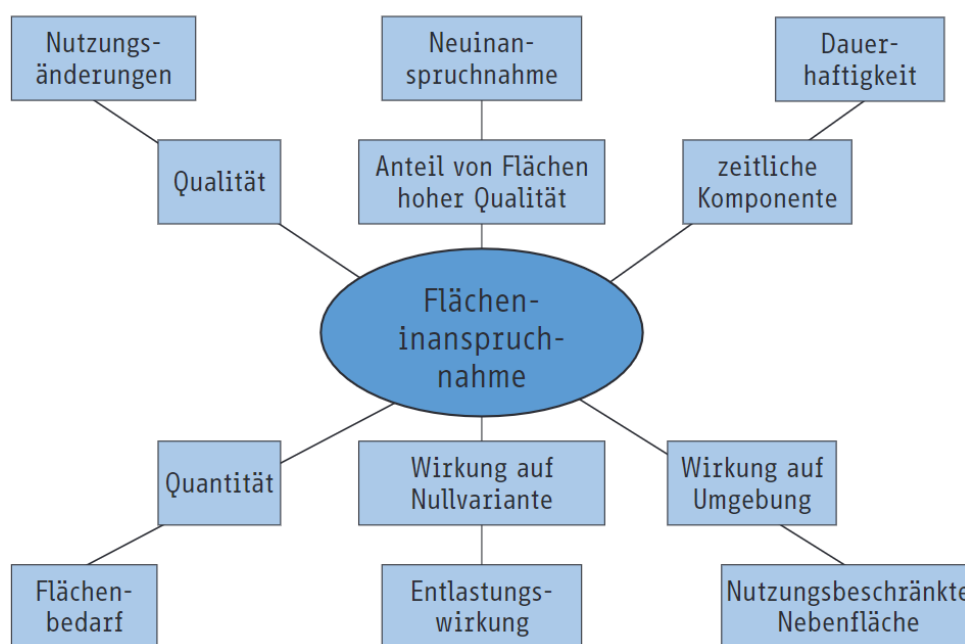 Nutzungs-
änderungen
Neuinan-
spruchnahme
Dauer-
haftigkeit
Qualität
Anteil von Flächen
hoher Qualität
zeitliche
Komponente
Flächen-
inanspruch-
nahme
Quantität
Wirkung auf
Nullvariante
Wirkung auf
Umgebung
Flächen-
bedarf
Entlastungs-
wirkung
Nutzungsbeschränkte
Nebenfläche